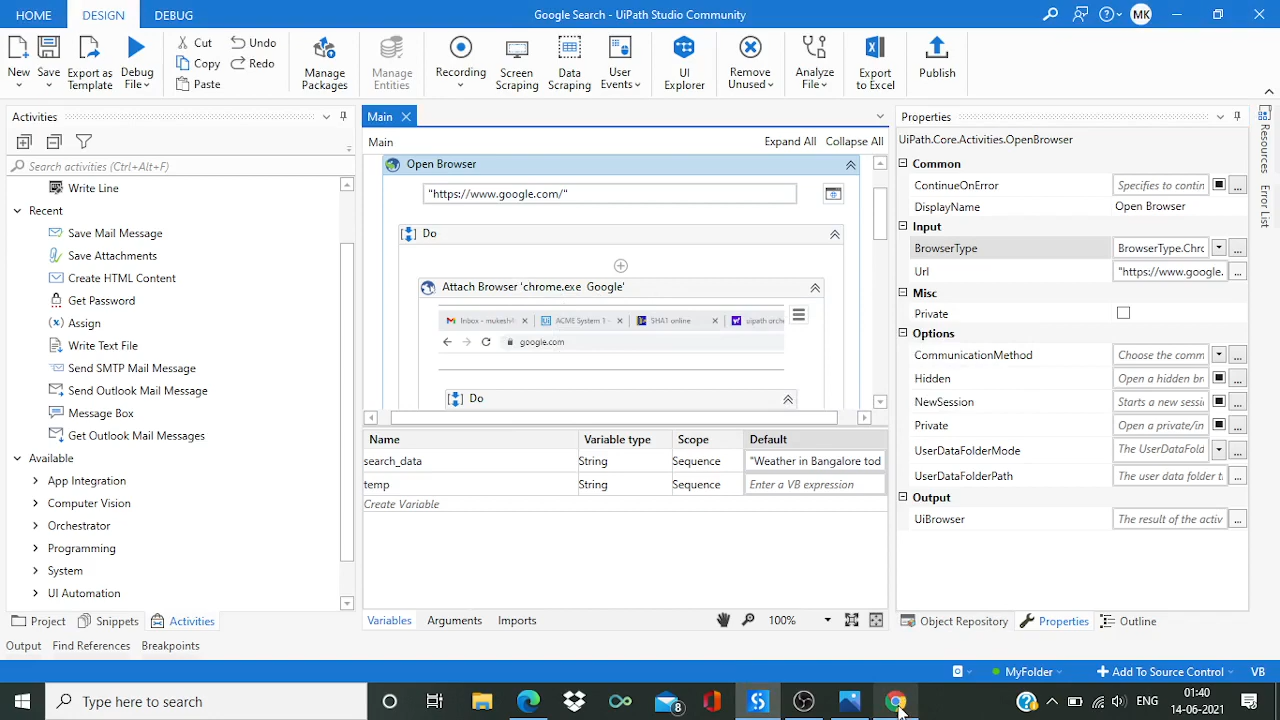 HOME DESIGN DEBUG Google Search - UiPath Studio Community MK
New Save Export as Template Debug File Cut Copy Paste Undo Redo Manage Packages Manage Entities Recording Screen Scraping Data Scraping User Events UI Explorer Remove Unused Analyze File Export to Excel Publish
Activities
Search activities (Ctrl+Alt+F)
Write Line
Recent
Save Mail Message
Save Attachments
Create HTML Content
Get Password
Assign
Write Text File
Send SMTP Mail Message
Send Outlook Mail Message
Message Box
Get Outlook Mail Messages
Available
App Integration
Computer Vision
Orchestrator
Programming
System
UI Automation
Project Snippets Activities
Output Find References Breakpoints
Main
Main Expand All Collapse All
Open Browser
"https://www.google.com/"
Do
Attach Browser 'chrome.exe Google'
Inbox - mukesh ACME System 1 - SHA1 online uipath orche
google.com
Do
Name Variable type Scope Default
search_data String Sequence "Weather in Bangalore tod
temp String Sequence Enter a VB expression
Create Variable
Variables Arguments Imports 100%
Properties
UiPath.Core.Activities.OpenBrowser
Common
ContinueOnError Specifies to contin ...
DisplayName Open Browser
Input
BrowserType BrowserType.Chro ...
Url "https://www.google. ...
Misc
Private
Options
CommunicationMethod Choose the comm ...
Hidden Open a hidden br ...
NewSession Starts a new sessi ...
Private Open a private/in ...
UserDataFolderMode The UserDataFola ...
UserDataFolderPath The user data folder t ...
Output
UiBrowser The result of the activ ...
Object Repository Properties Outline
Resources
Error List
MyFolder Add To Source Control VB
Type here to search 8 ENG 01:40
14-06-2021